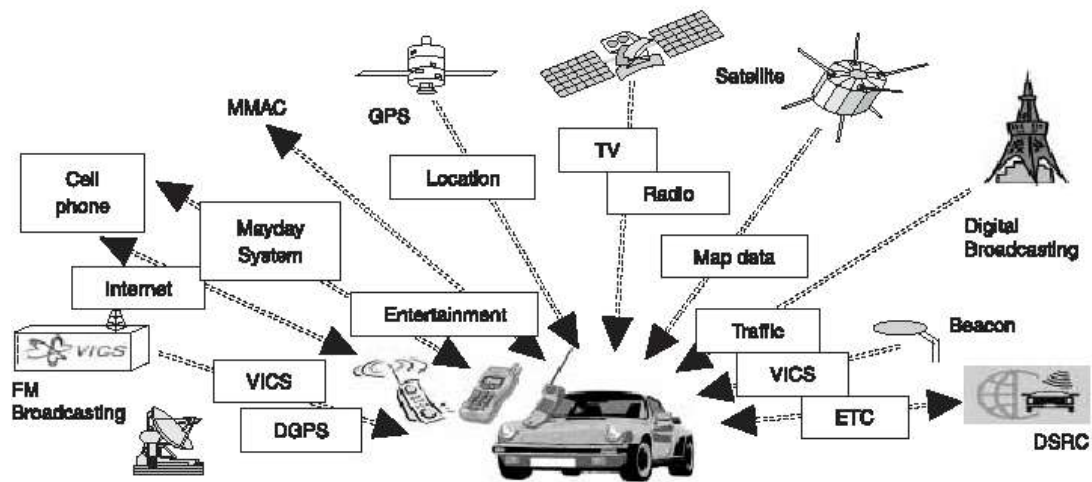 MMAC
GPS
TV
Radio
Satellite
Cell
phone
Location
Mayday
System
Map data
Digital
Broadcasting
Internet
Entertainment
Traffic
Beacon
VICS
FM
Broadcasting
VICS
DGPS
VICS
ETC
DSRC